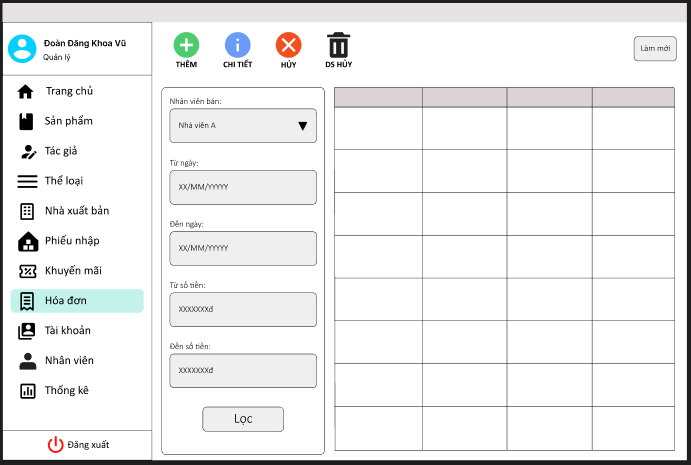 Đoàn Đăng Khoa Vũ
Quản lý
Trang chủ
Sản phẩm
Tác giả
Thể loại
Nhà xuất bản
Phiếu nhập
Khuyến mãi
Hóa đơn
Tài khoản
Nhân viên
Thống kê
Đăng xuất
THÊM
CHI TIẾT
HỦY
DS HỦY
Làm mới
Nhân viên bán:
Nhà viên A
Từ ngày:
XX/MM/YYYYY
Đến ngày:
XX/MM/YYYYY
Từ số tiền:
XXXXXXXđ
Đến số tiền:
XXXXXXXđ
Lọc